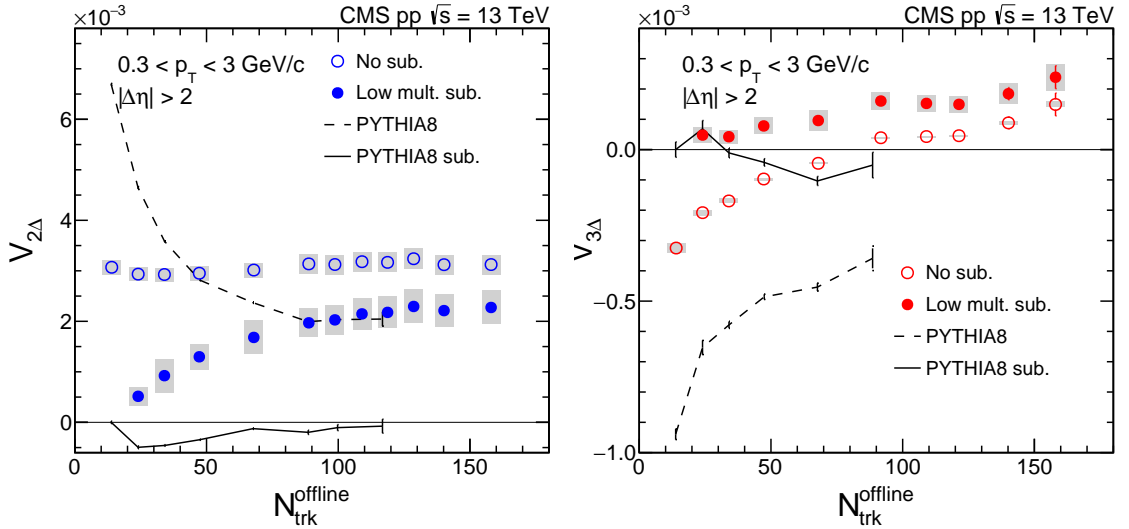 ×10⁻³
CMS pp √s = 13 TeV
0.3 < p_T < 3 GeV/c
|Δη| > 2
No sub.
Low mult. sub.
PYTHIA8
PYTHIA8 sub.
6
4
2
0
V_2Δ
0 50 100 150
N_trk^offline
×10⁻³
CMS pp √s = 13 TeV
0.3 < p_T < 3 GeV/c
|Δη| > 2
No sub.
Low mult. sub.
PYTHIA8
PYTHIA8 sub.
0.0
−0.5
−1.0
V_3Δ
0 50 100 150
N_trk^offline